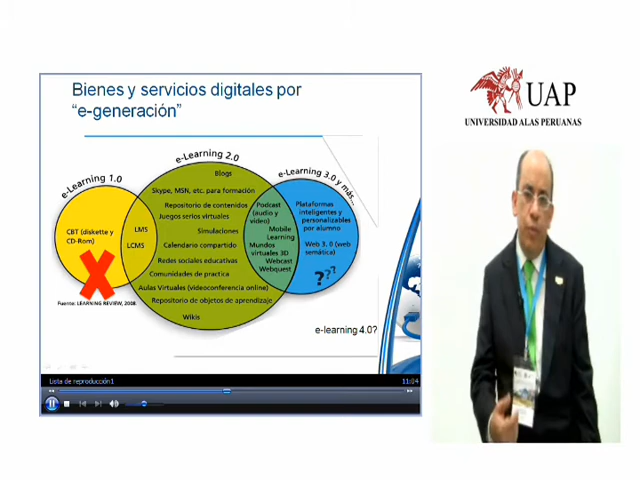 Bienes y servicios digitales por
"e-generación"
e-Learning 1.0
e-Learning 2.0
e-Learning 3.0 y más...
CBT (diskette y
CD-Rom)
LMS
LCMS
Blogs
Skype, MSN, etc. para formación
Repositorio de contenidos
Juegos serios virtuales
Simulaciones
Calendario compartido
Redes sociales educativas
Comunidades de practica
Aulas Virtuales (videoconferencia online)
Repositorio de objetos de aprendizaje
Wikis
Podcast
(audio y
video)
Mobile
Learning
Mundos
virtuales 3D
Webcast
Webquest
Plataformas
inteligentes y
personalizables
por alumno
Web 3.0 (web
semática)
???
Fuente: LEARNING REVIEW, 2008.
e-learning 4.0?
Lista de reproducción1
11:04
UAP
UNIVERSIDAD ALAS PERUANAS